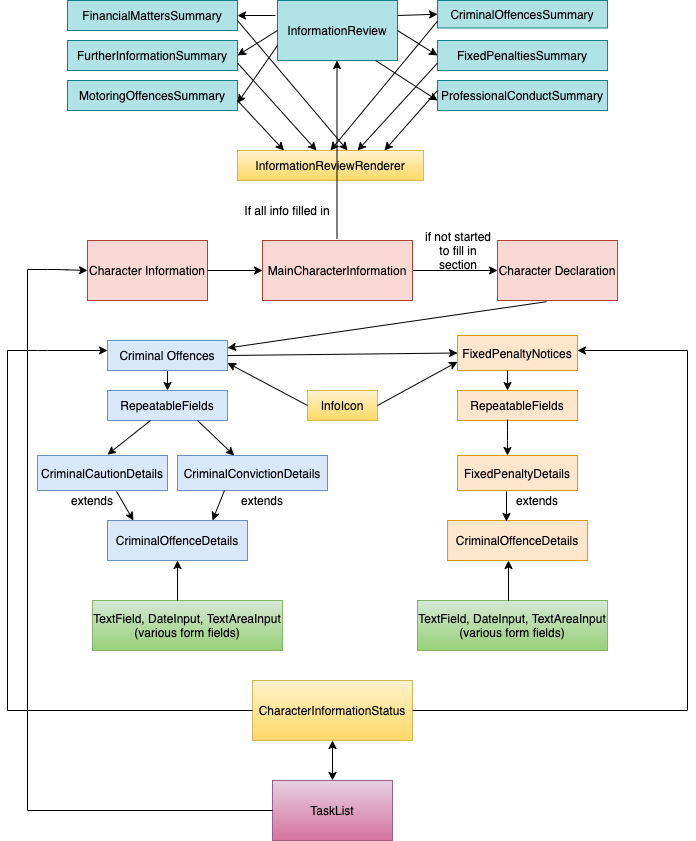 FinancialMattersSummary
InformationReview
CriminalOffencesSummary
FurtherInformationSummary
FixedPenaltiesSummary
MotoringOffencesSummary
ProfessionalConductSummary
InformationReviewRenderer
If all info filled in
Character Information
MainCharacterInformation
if not started
to fill in
section
Character Declaration
Criminal Offences
FixedPenaltyNotices
RepeatableFields
InfoIcon
RepeatableFields
CriminalCautionDetails
CriminalConvictionDetails
FixedPenaltyDetails
extends
extends
extends
CriminalOffenceDetails
CriminalOffenceDetails
TextField, DateInput, TextAreaInput
(various form fields)
TextField, DateInput, TextAreaInput
(various form fields)
CharacterInformationStatus
TaskList